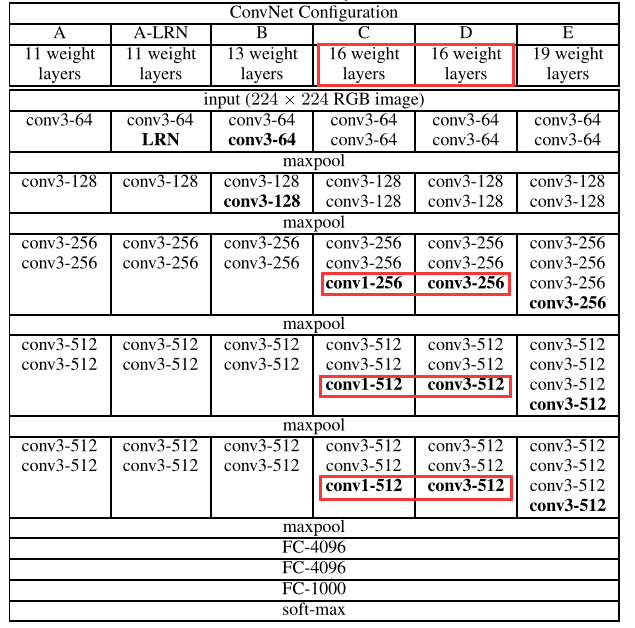 ConvNet Configuration
A A-LRN B C D E
11 weight 11 weight 13 weight 16 weight 16 weight 19 weight
layers layers layers layers layers layers
input (224 × 224 RGB image)
conv3-64 conv3-64 conv3-64 conv3-64 conv3-64 conv3-64
LRN conv3-64 conv3-64 conv3-64 conv3-64
maxpool
conv3-128 conv3-128 conv3-128 conv3-128 conv3-128 conv3-128
conv3-128 conv3-128 conv3-128 conv3-128
maxpool
conv3-256 conv3-256 conv3-256 conv3-256 conv3-256 conv3-256
conv3-256 conv3-256 conv3-256 conv3-256 conv3-256 conv3-256
conv1-256 conv3-256 conv3-256
conv3-256
maxpool
conv3-512 conv3-512 conv3-512 conv3-512 conv3-512 conv3-512
conv3-512 conv3-512 conv3-512 conv3-512 conv3-512 conv3-512
conv1-512 conv3-512 conv3-512
conv3-512
maxpool
conv3-512 conv3-512 conv3-512 conv3-512 conv3-512 conv3-512
conv3-512 conv3-512 conv3-512 conv3-512 conv3-512 conv3-512
conv1-512 conv3-512 conv3-512
conv3-512
maxpool
FC-4096
FC-4096
FC-1000
soft-max